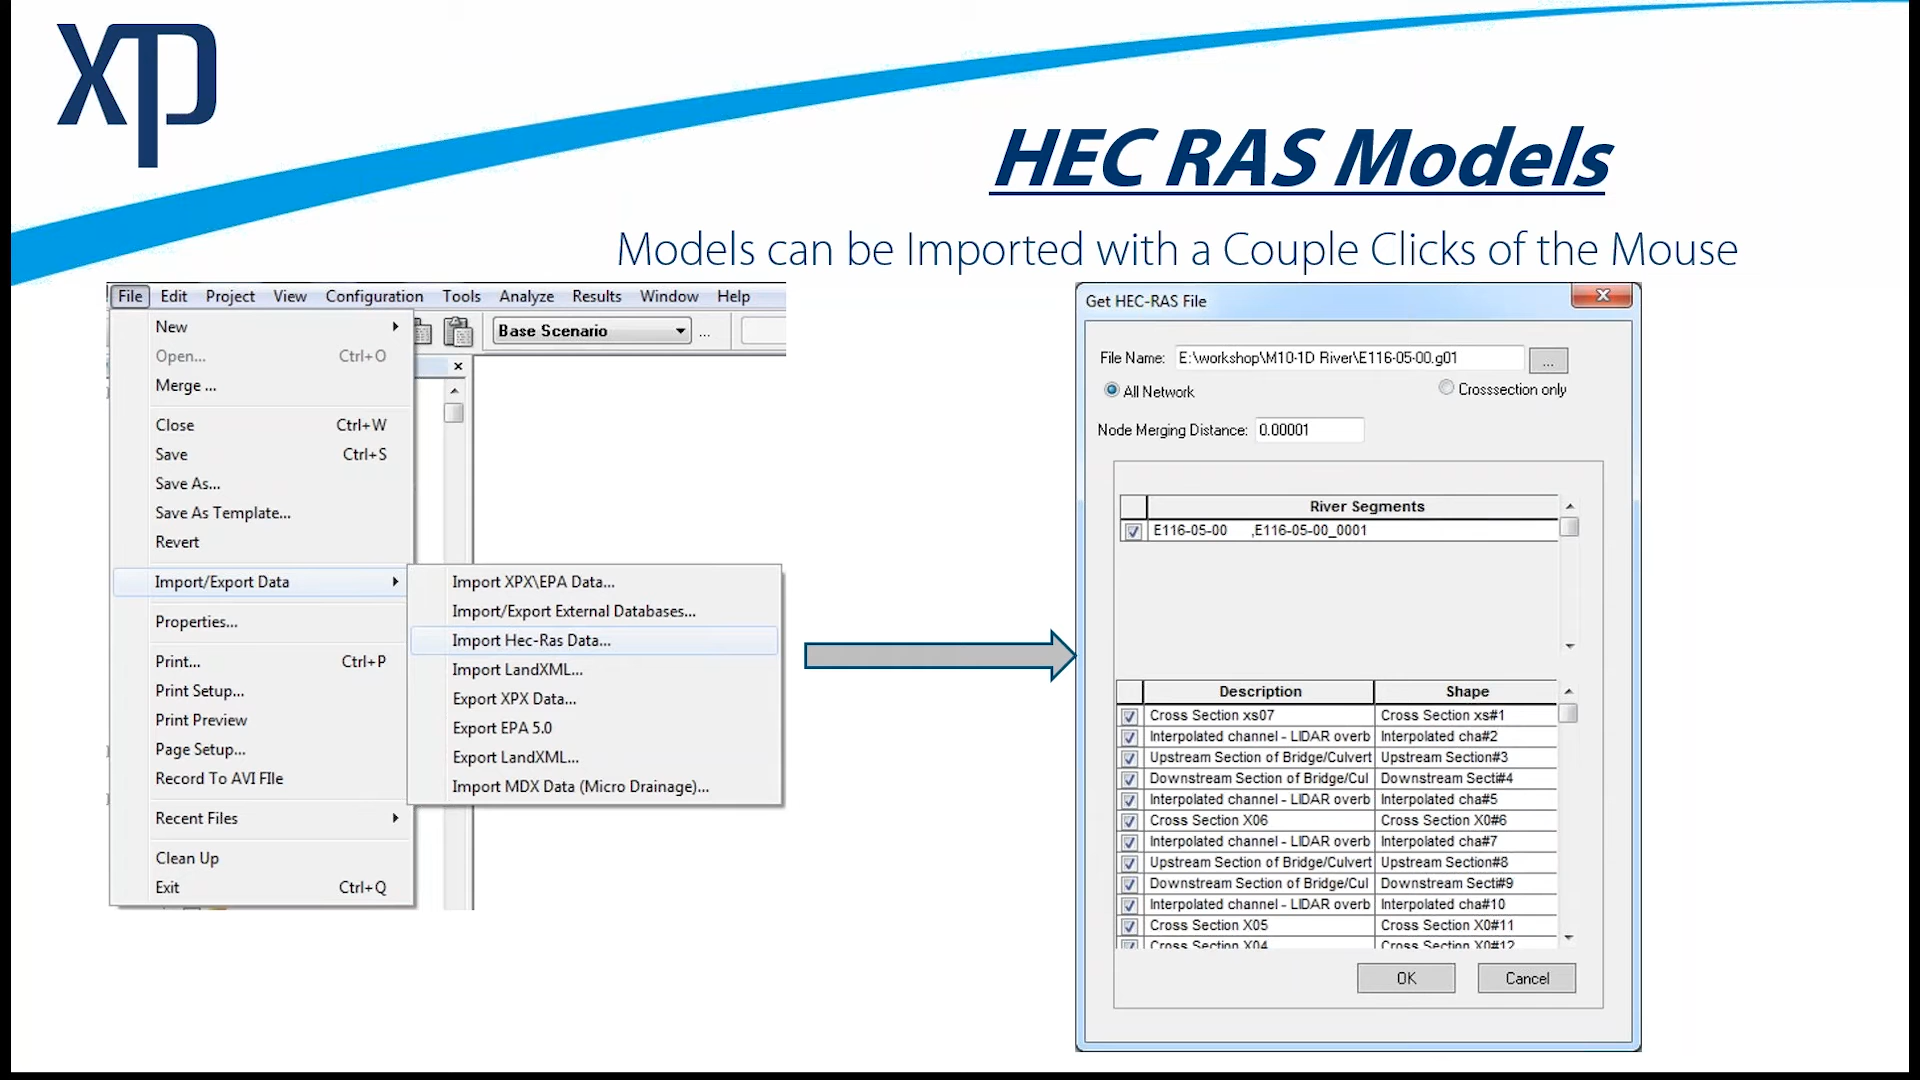 XP
HEC RAS Models
Models can be Imported with a Couple Clicks of the Mouse
File Edit Project View Configuration Tools Analyze Results Window Help
New
Open... Ctrl+O
Merge ...
Close Ctrl+W
Save Ctrl+S
Save As...
Save As Template...
Revert
Import/Export Data
Properties...
Print... Ctrl+P
Print Setup...
Print Preview
Page Setup...
Record To AVI FIle
Recent Files
Clean Up
Exit Ctrl+Q
Base Scenario ...
Import XPX\EPA Data...
Import/Export External Databases...
Import Hec-Ras Data...
Import LandXML...
Export XPX Data...
Export EPA 5.0
Export LandXML...
Import MDX Data (Micro Drainage)...
Get HEC-RAS File
File Name: E:\workshop\M10-1D River\E116-05-00.g01 ...
All Network Crosssection only
Node Merging Distance: 0.00001
River Segments
E116-05-00 ,E116-05-00_0001
Description Shape
Cross Section xs07 Cross Section xs#1
Interpolated channel - LIDAR overb Interpolated cha#2
Upstream Section of Bridge/Culvert Upstream Section#3
Downstream Section of Bridge/Cul Downstream Secti#4
Interpolated channel - LIDAR overb Interpolated cha#5
Cross Section X06 Cross Section X0#6
Interpolated channel - LIDAR overb Interpolated cha#7
Upstream Section of Bridge/Culvert Upstream Section#8
Downstream Section of Bridge/Cul Downstream Secti#9
Interpolated channel - LIDAR overb Interpolated cha#10
Cross Section X05 Cross Section X0#11
Cross Section X04 Cross Section X0#12
OK Cancel